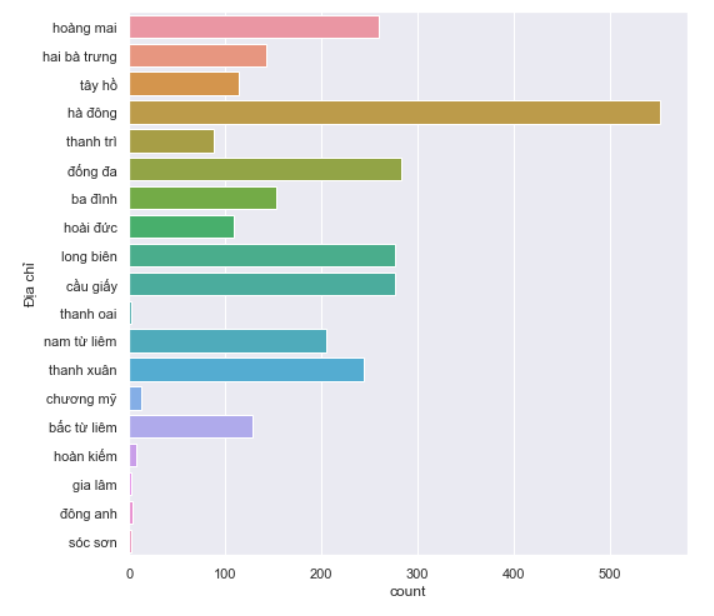 hoàng mai
hai bà trưng
tây hồ
hà đông
thanh trì
đống đa
ba đình
hoài đức
long biên
cầu giấy
thanh oai
nam từ liêm
thanh xuân
chương mỹ
bắc từ liêm
hoàn kiếm
gia lâm
đông anh
sóc sơn
Địa chỉ
0 100 200 300 400 500
count